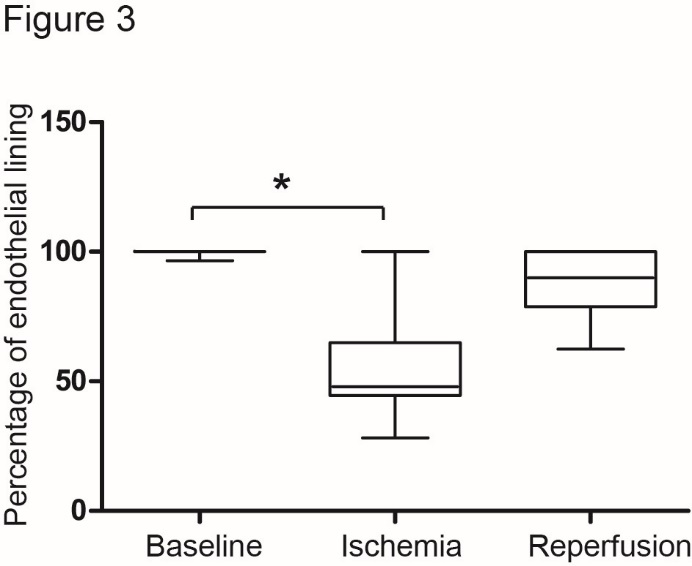 Figure 3
Percentage of endothelial lining
150
100
50
0
*
Baseline
Ischemia
Reperfusion